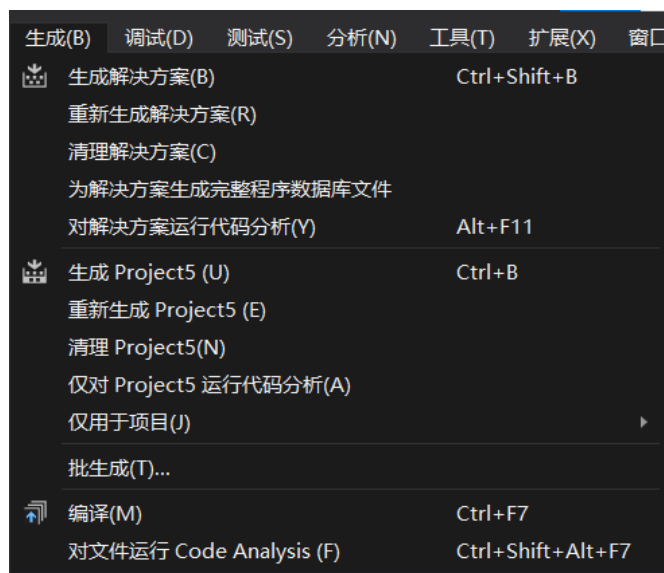 生成(B) 调试(D) 测试(S) 分析(N) 工具(T) 扩展(X) 窗口
生成解决方案(B) Ctrl+Shift+B
重新生成解决方案(R)
清理解决方案(C)
为解决方案生成完整程序数据库文件
对解决方案运行代码分析(Y) Alt+F11
生成 Project5 (U) Ctrl+B
重新生成 Project5 (E)
清理 Project5(N)
仅对 Project5 运行代码分析(A)
仅用于项目(J)
批生成(T)...
编译(M) Ctrl+F7
对文件运行 Code Analysis (F) Ctrl+Shift+Alt+F7